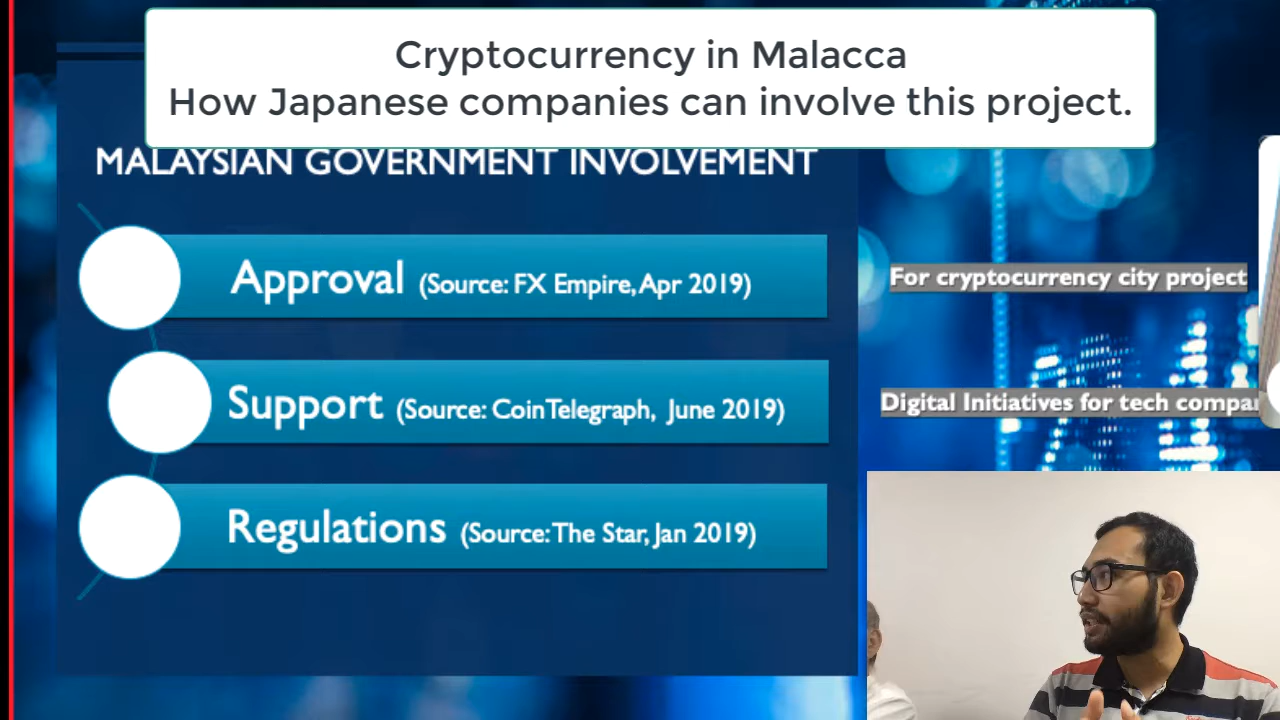 Cryptocurrency in Malacca
How Japanese companies can involve this project.
MALAYSIAN GOVERNMENT INVOLVEMENT
Approval (Source: FX Empire, Apr 2019)
For cryptocurrency city project
Support (Source: CoinTelegraph, June 2019)
Digital Initiatives for tech
Regulations (Source: The Star, Jan 2019)